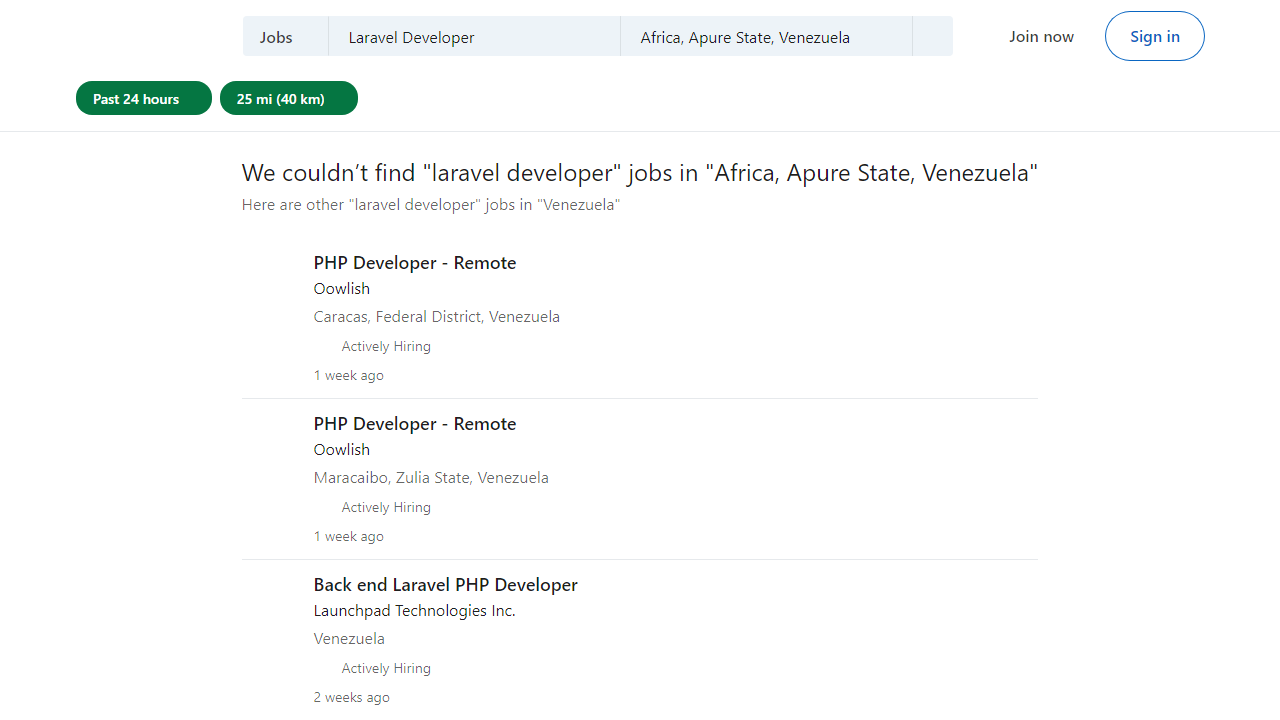 Jobs Laravel Developer Africa, Apure State, Venezuela Join now Sign in
Past 24 hours 25 mi (40 km)
We couldn’t find "laravel developer" jobs in "Africa, Apure State, Venezuela"
Here are other "laravel developer" jobs in "Venezuela"
PHP Developer - Remote
Oowlish
Caracas, Federal District, Venezuela
Actively Hiring
1 week ago
PHP Developer - Remote
Oowlish
Maracaibo, Zulia State, Venezuela
Actively Hiring
1 week ago
Back end Laravel PHP Developer
Launchpad Technologies Inc.
Venezuela
Actively Hiring
2 weeks ago